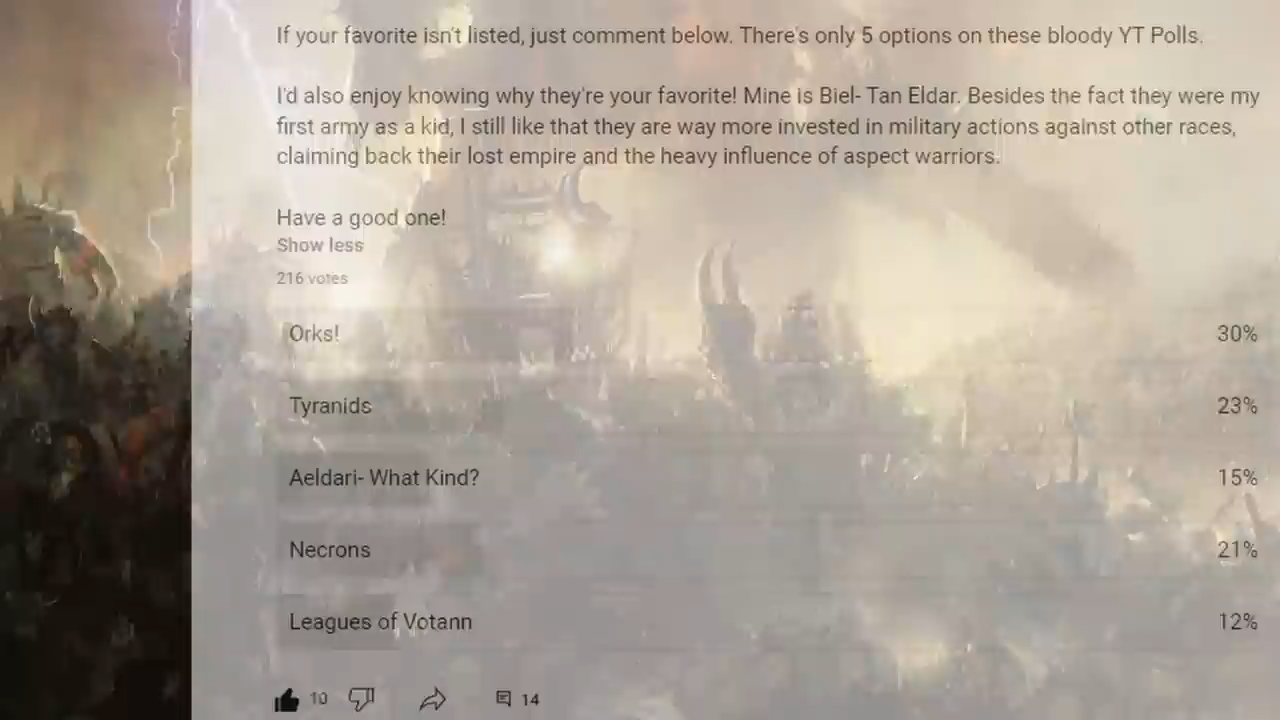 If your favorite isn't listed, just comment below. There's only 5 options on these bloody YT Polls.
I'd also enjoy knowing why they're your favorite! Mine is Biel- Tan Eldar. Besides the fact they were my
first army as a kid, I still like that they are way more invested in military actions against other races,
claiming back their lost empire and the heavy influence of aspect warriors.
Have a good one!
Show less
216 votes
Orks! 30%
Tyranids 23%
Aeldari- What Kind? 15%
Necrons 21%
Leagues of Votann 12%
10 14